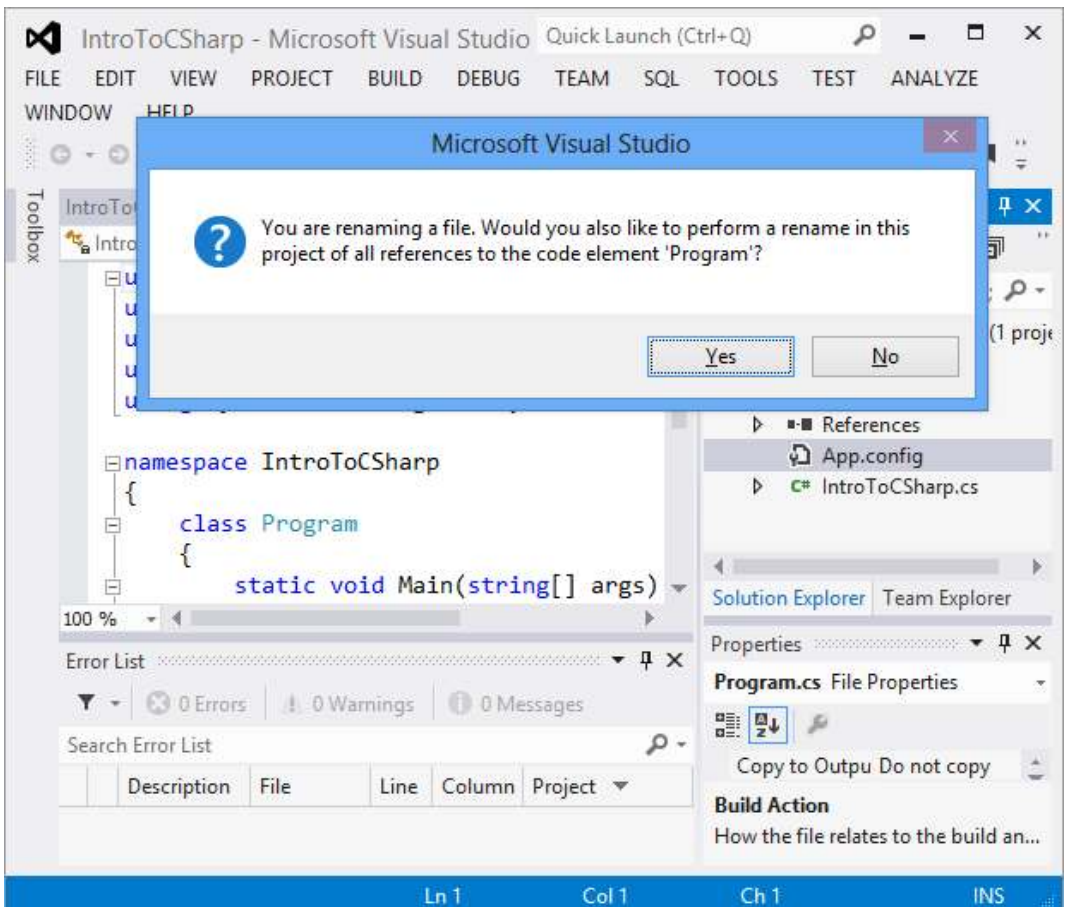 IntroToCSharp - Microsoft Visual Studio Quick Launch (Ctrl+Q)
FILE EDIT VIEW PROJECT BUILD DEBUG TEAM SQL TOOLS TEST ANALYZE
WINDOW HELP
Microsoft Visual Studio
Toolbox
You are renaming a file. Would you also like to perform a rename in this
project of all references to the code element 'Program'?
Yes No
IntroTo
Intro
u
u
u
u
u
(1 proje
References
App.config
C# IntroToCSharp.cs
namespace IntroToCSharp
{
class Program
{
static void Main(string[] args)
100 %
Solution Explorer Team Explorer
Error List
0 Errors 0 Warnings 0 Messages
Search Error List
Description File Line Column Project
Properties
Program.cs File Properties
Copy to Outpu Do not copy
Build Action
How the file relates to the build an...
Ln 1 Col 1 Ch 1 INS